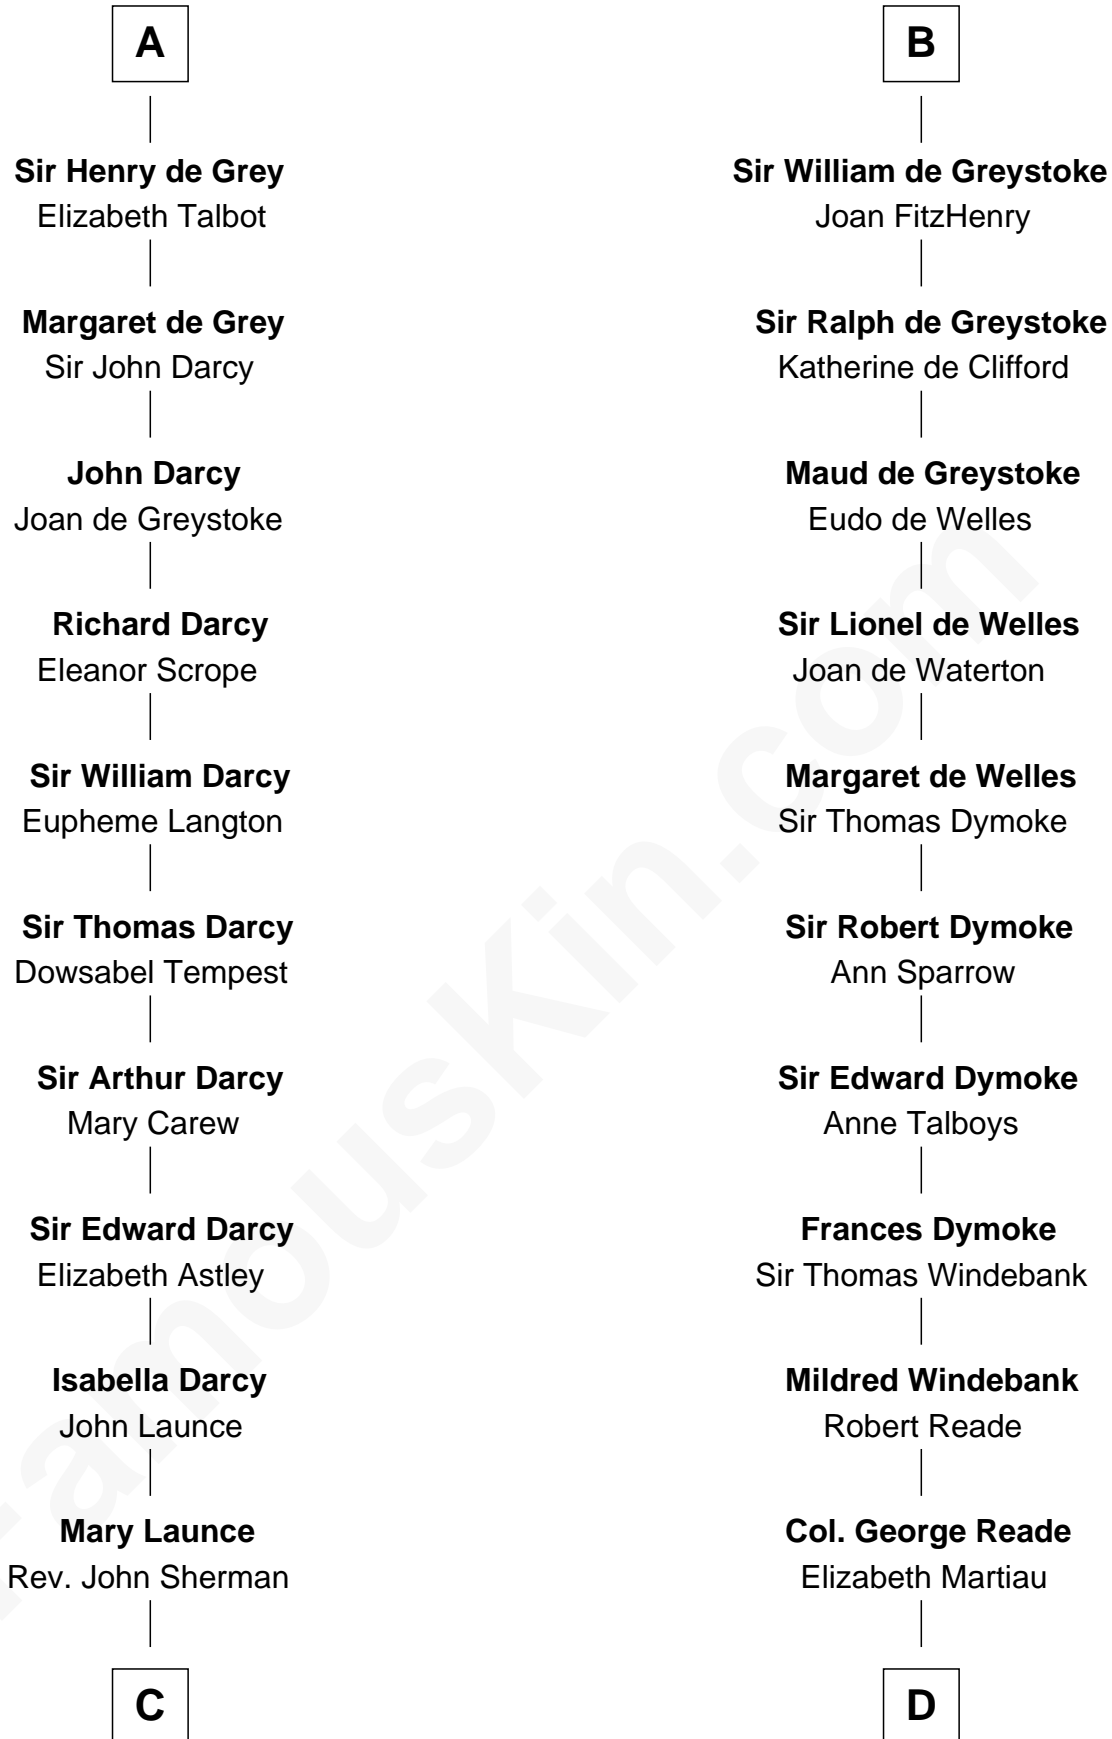 A
Sir Henry de Grey
Elizabeth Talbot
Margaret de Grey
Sir John Darcy
John Darcy
Joan de Greystoke
Richard Darcy
Eleanor Scrope
Sir William Darcy
Eupheme Langton
Sir Thomas Darcy
Dowsabel Tempest
Sir Arthur Darcy
Mary Carew
Sir Edward Darcy
Elizabeth Astley
Isabella Darcy
John Launce
Mary Launce
Rev. John Sherman
C
B
Sir William de Greystoke
Joan FitzHenry
Sir Ralph de Greystoke
Katherine de Clifford
Maud de Greystoke
Eudo de Welles
Sir Lionel de Welles
Joan de Waterton
Margaret de Welles
Sir Thomas Dymoke
Sir Robert Dymoke
Ann Sparrow
Sir Edward Dymoke
Anne Talboys
Frances Dymoke
Sir Thomas Windebank
Mildred Windebank
Robert Reade
Col. George Reade
Elizabeth Martiau
D
FamousKin.com